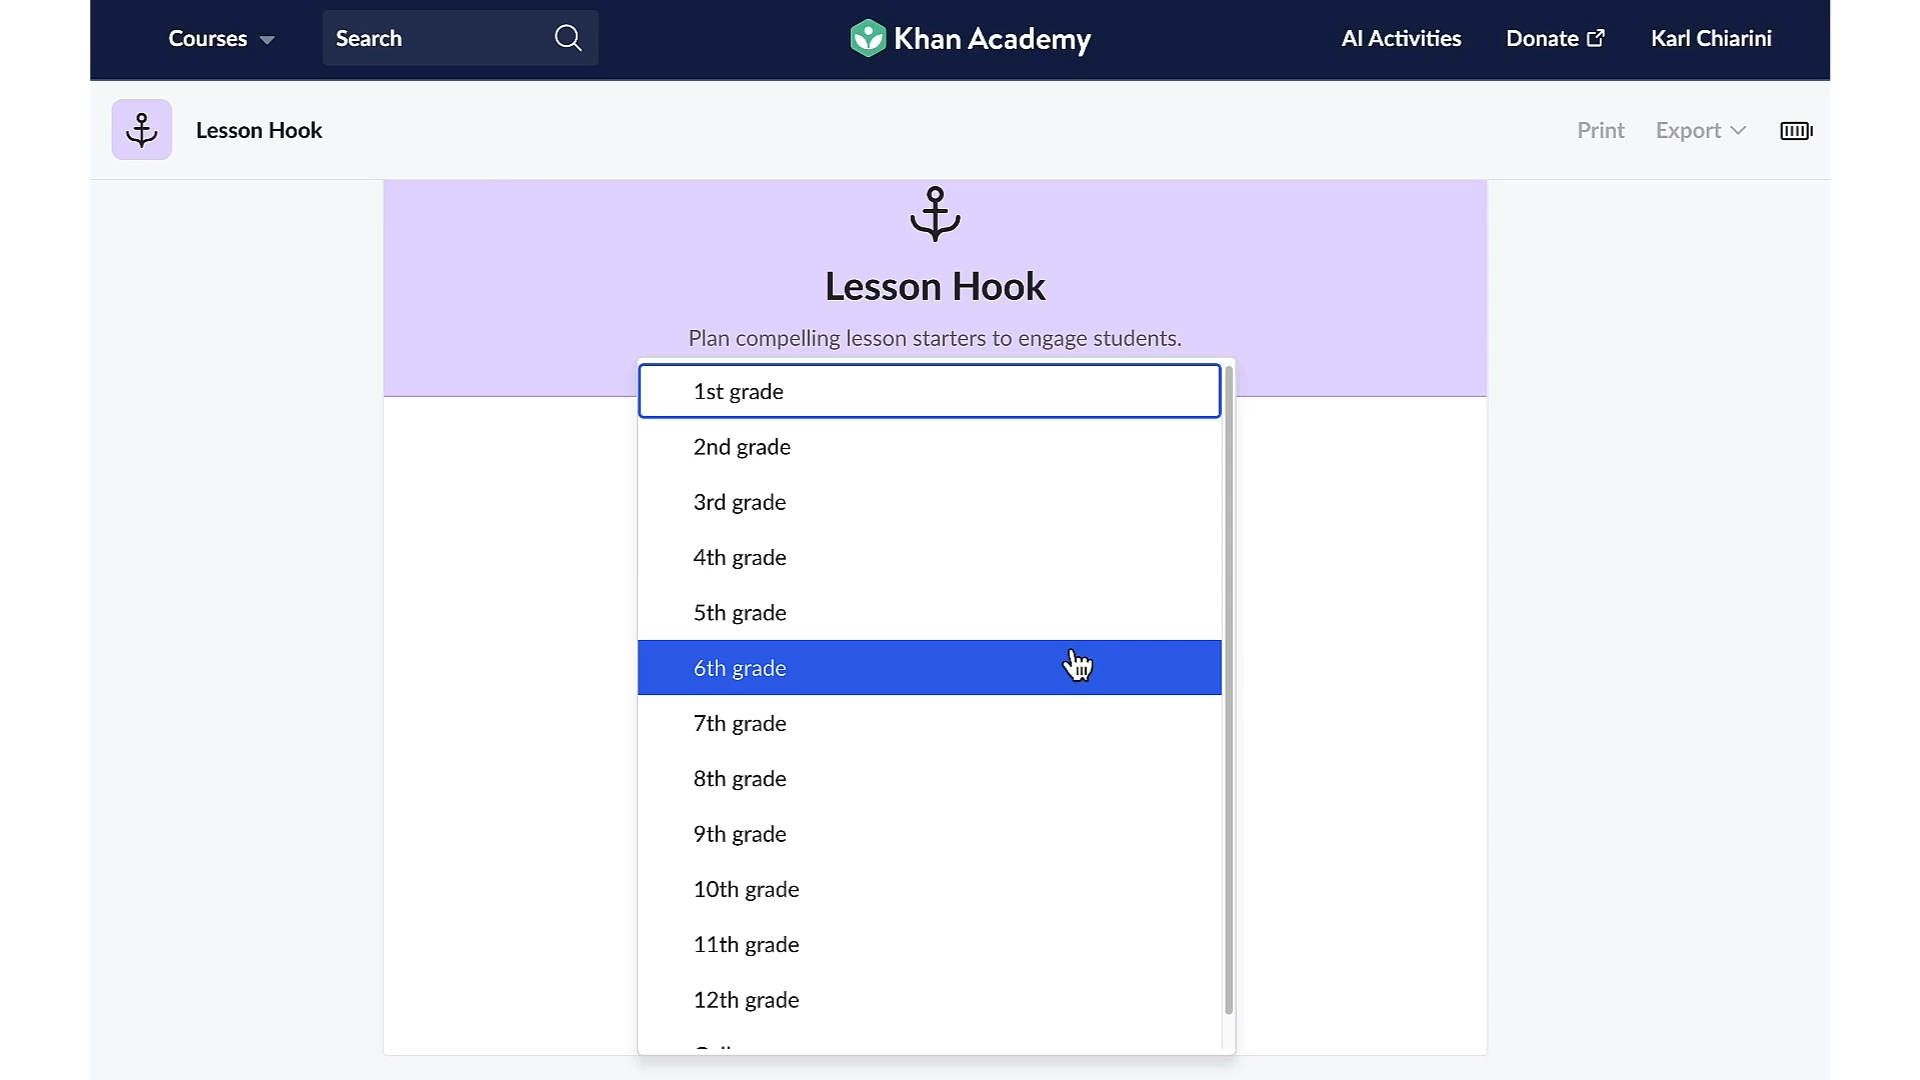 Courses
Search
Khan Academy
AI Activities
Donate
Karl Chiarini
Lesson Hook
Print
Export
Lesson Hook
Plan compelling lesson starters to engage students.
1st grade
2nd grade
3rd grade
4th grade
5th grade
6th grade
7th grade
8th grade
9th grade
10th grade
11th grade
12th grade